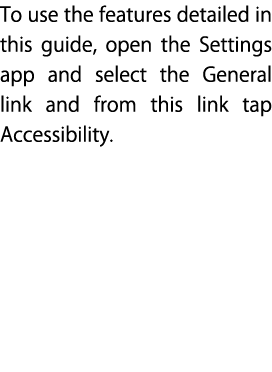 To use the features detailed in
this guide, open the Settings
app and select the General
link and from this link tap
Accessibility.